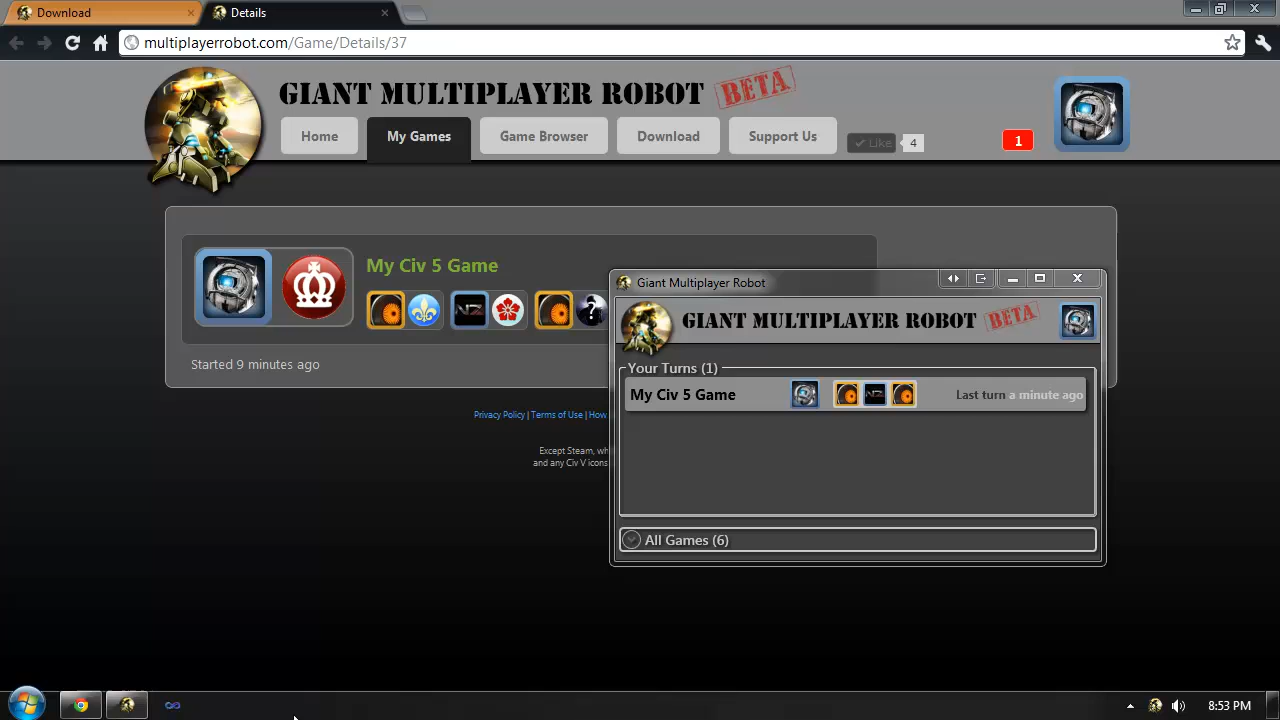 Download
Details
multiplayerrobot.com/Game/Details/37
GIANT MULTIPLAYER ROBOT BETA
Home
My Games
Game Browser
Download
Support Us
Like
4
1
My Civ 5 Game
NZ
?
Started 9 minutes ago
Privacy Policy | Terms of Use | How
Except Steam, wh
and any Civ V icons
Giant Multiplayer Robot
GIANT MULTIPLAYER ROBOT BETA
Your Turns (1)
My Civ 5 Game
NZ
Last turn a minute ago
All Games (6)
8:53 PM